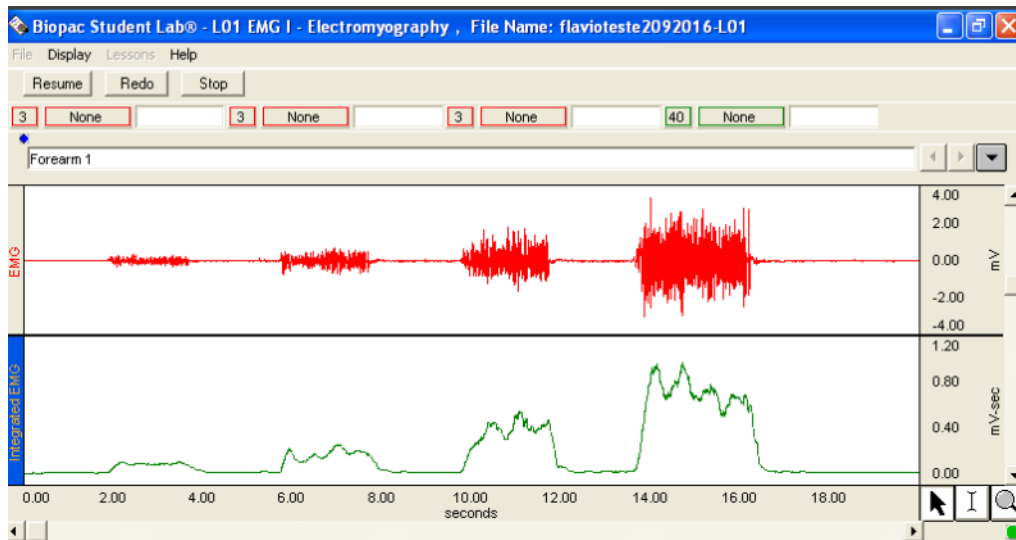 Biopac Student Lab® - L01 EMG I - Electromyography , File Name: flavioteste2092016-L01
File Display Lessons Help
Resume Redo Stop
3 None 3 None 3 None 40 None
Forearm 1
4.00
2.00
EMG 0.00 mV
-2.00
-4.00
1.20
0.80
Integrated EMG 0.40 mV-sec
0.00
0.00 2.00 4.00 6.00 8.00 10.00 12.00 14.00 16.00 18.00
seconds